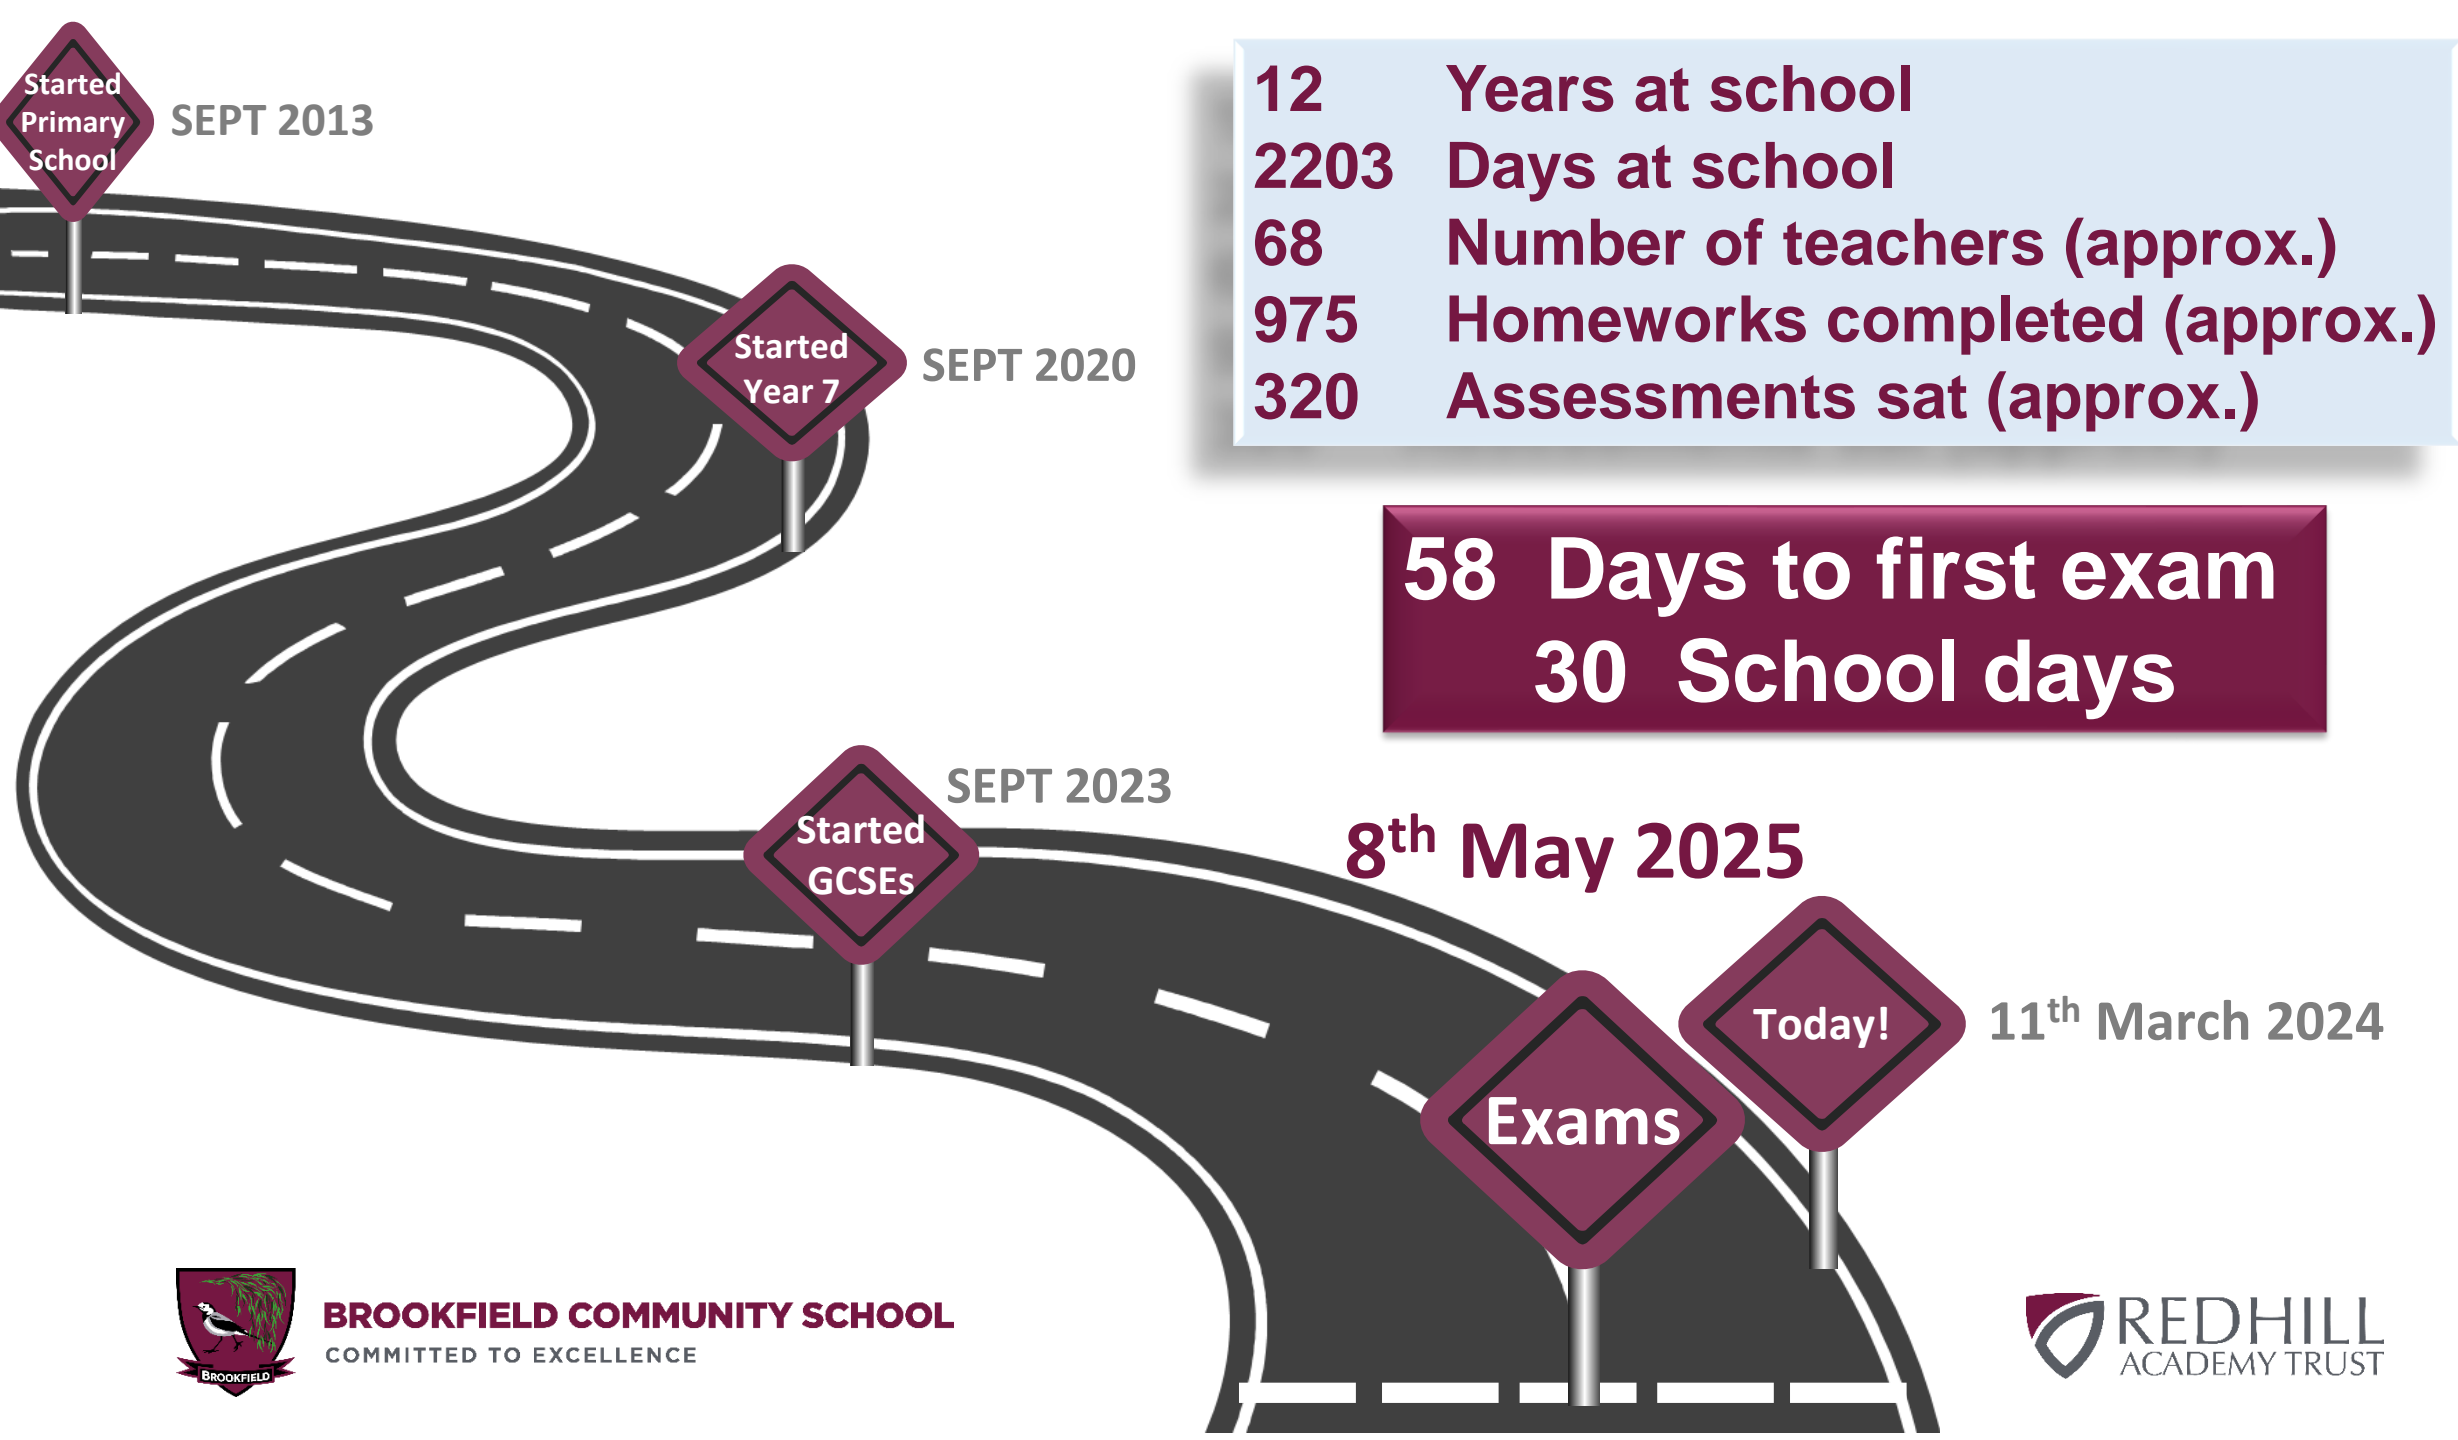 Started
Primary
School
SEPT 2013
12 Years at school
2203 Days at school
68 Number of teachers (approx.)
975 Homeworks completed (approx.)
320 Assessments sat (approx.)
Started
Year 7
SEPT 2020
58 Days to first exam
30 School days
SEPT 2023
Started
GCSEs
8th May 2025
Today!
11th March 2024
Exams
BROOKFIELD COMMUNITY SCHOOL
COMMITTED TO EXCELLENCE
BROOKFIELD
REDHILL
ACADEMY TRUST